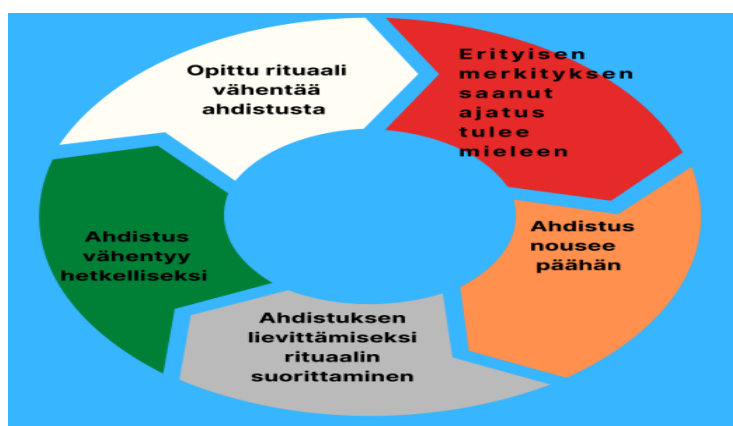 Opittu rituaali
vähentää
ahdistusta
Erityisen
merkityksen
saanut
ajatus
tulee
mieleen
Ahdistus
nousee
päähän
Ahdistuksen
lievittämiseksi
rituaalin
suorittaminen
Ahdistus
vähentyy
hetkelliseksi